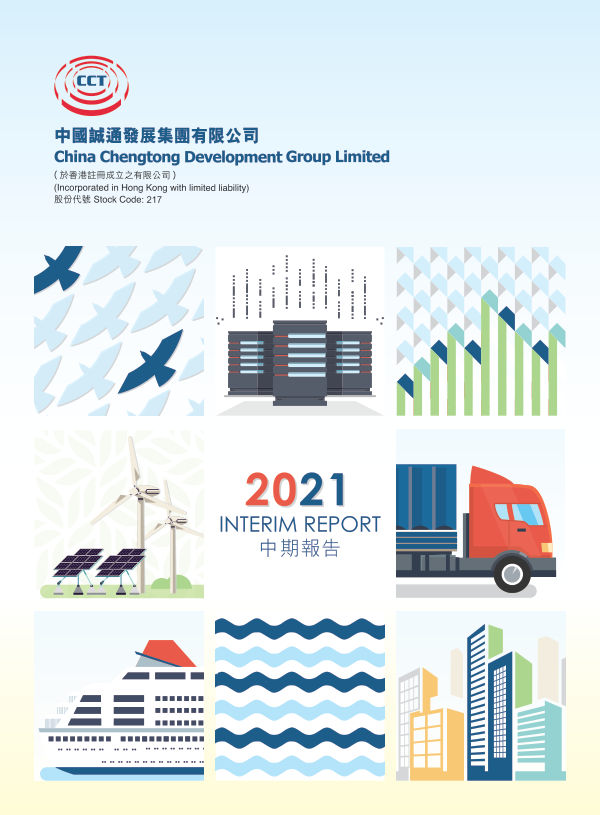 CCT
中國誠通發展集團有限公司
China Chengtong Development Group Limited
(於香港註冊成立之有限公司)
(Incorporated in Hong Kong with limited liability)
股份代號 Stock Code: 217
2021
INTERIM REPORT
中期報告